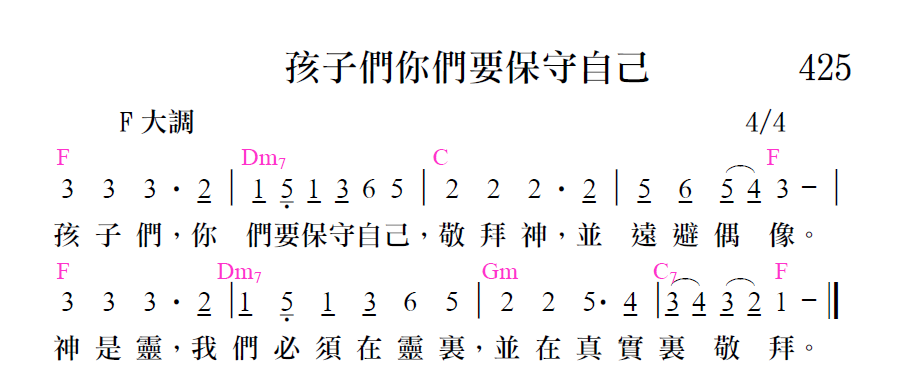 孩子們你們要保守自己 425
F 大調 4/4
F Dm7 C F
3 3 3 · 2 | 1 5 1 3 6 5 | 2 2 2 · 2 | 5 6 5 4 3 - |
孩子們，你 們要保守自己，敬拜神，並 遠避偶像。
F Dm7 Gm C7 F
3 3 3 · 2 | 1 5 1 3 6 5 | 2 2 5· 4 | 3 4 3 2 1 - ‖
神是靈，我們必須在靈裏，並在真實裏敬拜。